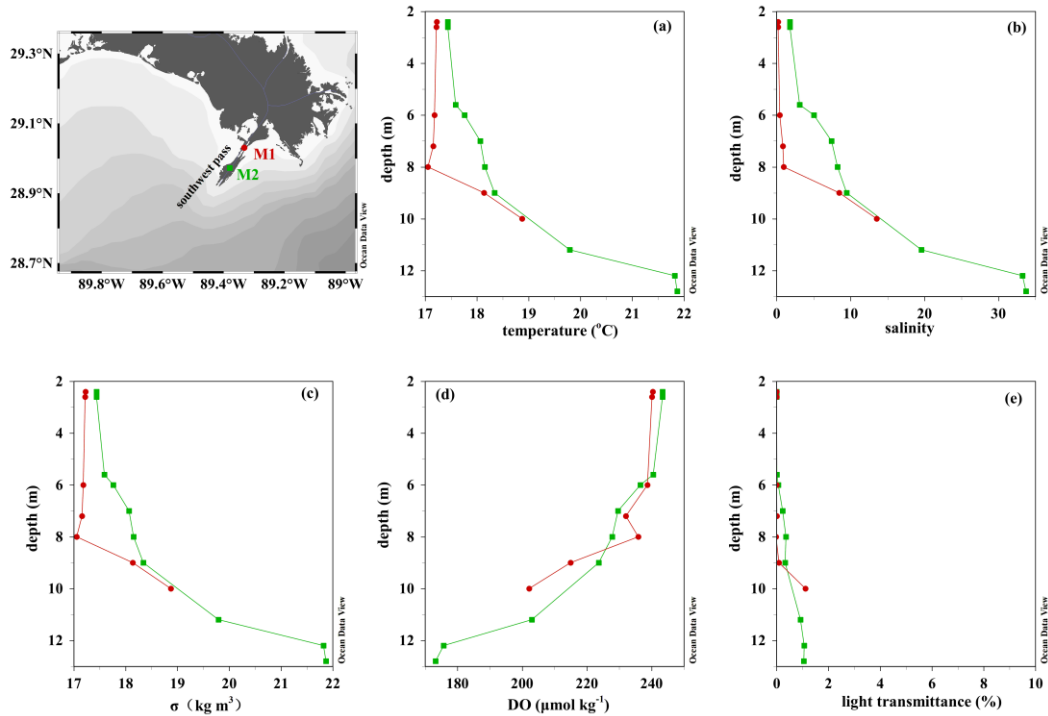 29.3°N
29.1°N
28.9°N
28.7°N
89.8°W 89.6°W 89.4°W 89.2°W 89°W
southwest pass
M1
M2
Ocean Data View
(a)
2
4
6
8
10
12
depth (m)
17 18 19 20 21 22
temperature (°C)
Ocean Data View
(b)
2
4
6
8
10
12
depth (m)
0 10 20 30
salinity
Ocean Data View
(c)
2
4
6
8
10
12
depth (m)
17 18 19 20 21 22
σ（kg m³）
Ocean Data View
(d)
2
4
6
8
10
12
depth (m)
180 200 220 240
DO (μmol kg⁻¹)
Ocean Data View
(e)
2
4
6
8
10
12
depth (m)
0 2 4 6 8 10
light transmittance (%)
Ocean Data View